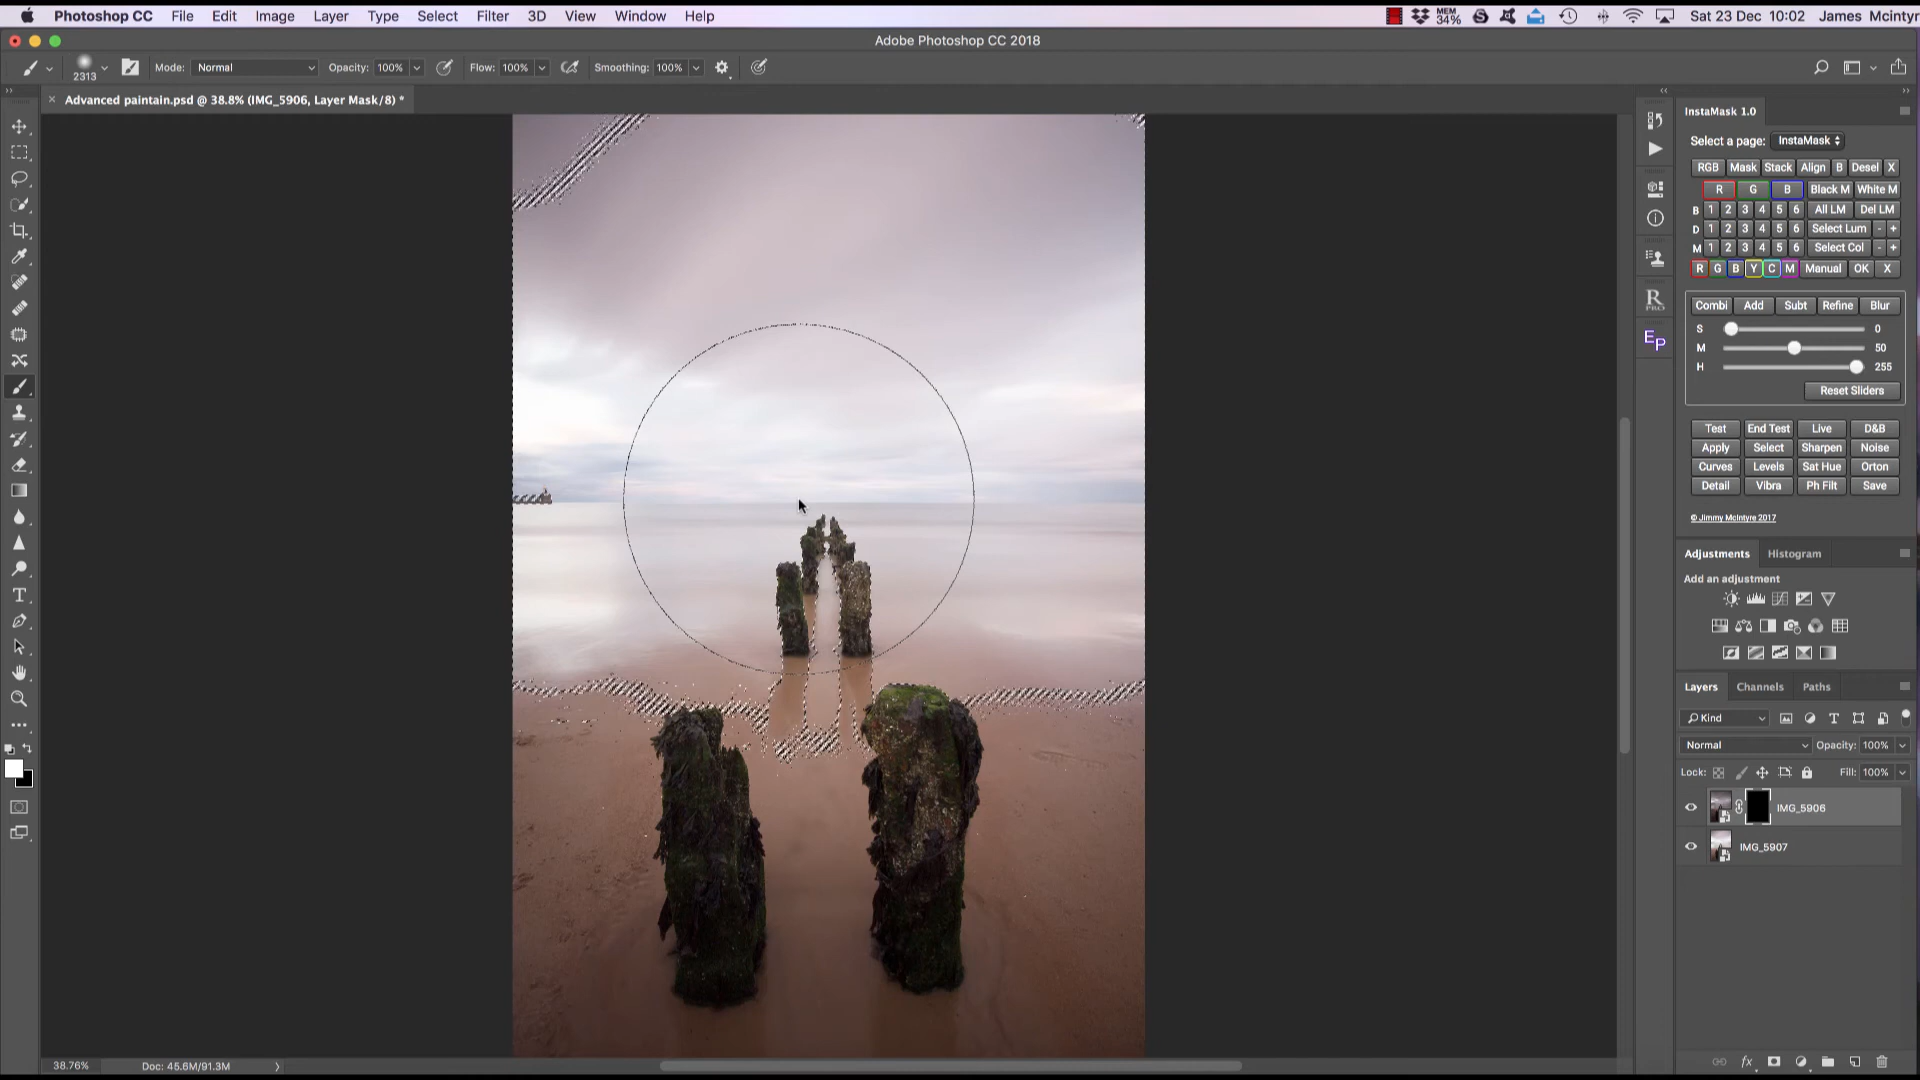 Photoshop CC File Edit Image Layer Type Select Filter 3D View Window Help MEM 34% Sat 23 Dec 10:02 James Mcintyr
Adobe Photoshop CC 2018
2313 Mode: Normal Opacity: 100% Flow: 100% Smoothing: 100%
Advanced paintain.psd @ 38.8% (IMG_5906, Layer Mask/8) *
InstaMask 1.0
Select a page: InstaMask
RGB Mask Stack Align B Desel X
R G B Black M White M
B 1 2 3 4 5 6 All LM Del LM
D 1 2 3 4 5 6 Select Lum - +
M 1 2 3 4 5 6 Select Col - +
R G B Y C M Manual OK X
R PRO
Combi Add Subt Refine Blur
S 0
EP
M 50
H 255
Reset Sliders
Test End Test Live D&B
Apply Select Sharpen Noise
Curves Levels Sat Hue Orton
Detail Vibra Ph Filt Save
© Jimmy McIntyre 2017
Adjustments Histogram
Add an adjustment
Layers Channels Paths
Kind
Normal Opacity: 100%
Lock: Fill: 100%
IMG_5906
IMG_5907
38.76% Doc: 45.6M/91.3M